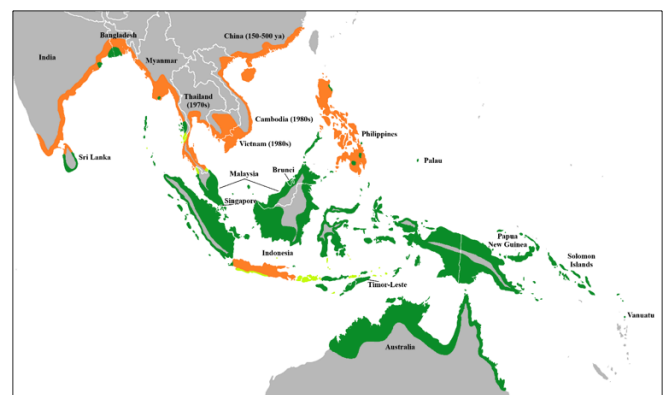 Bangladesh
China (150-500 ya)
India
Myanmar
Thailand
(1970s)
Cambodia (1980s)
Vietnam (1980s)
Philippines
Sri Lanka
Palau
Malaysia
Brunei
Singapore
Indonesia
Papua
New Guinea
Solomon
Islands
Timor-Leste
Vanuatu
Australia